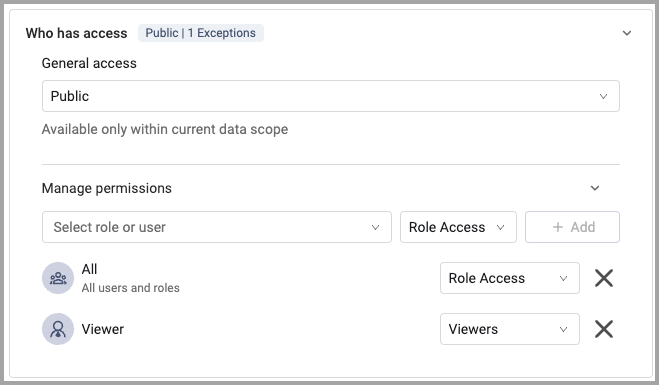 Who has access Public | 1 Exceptions
General access
Public
Available only within current data scope
Manage permissions
Select role or user Role Access + Add
All Role Access
All users and roles
Viewer Viewers